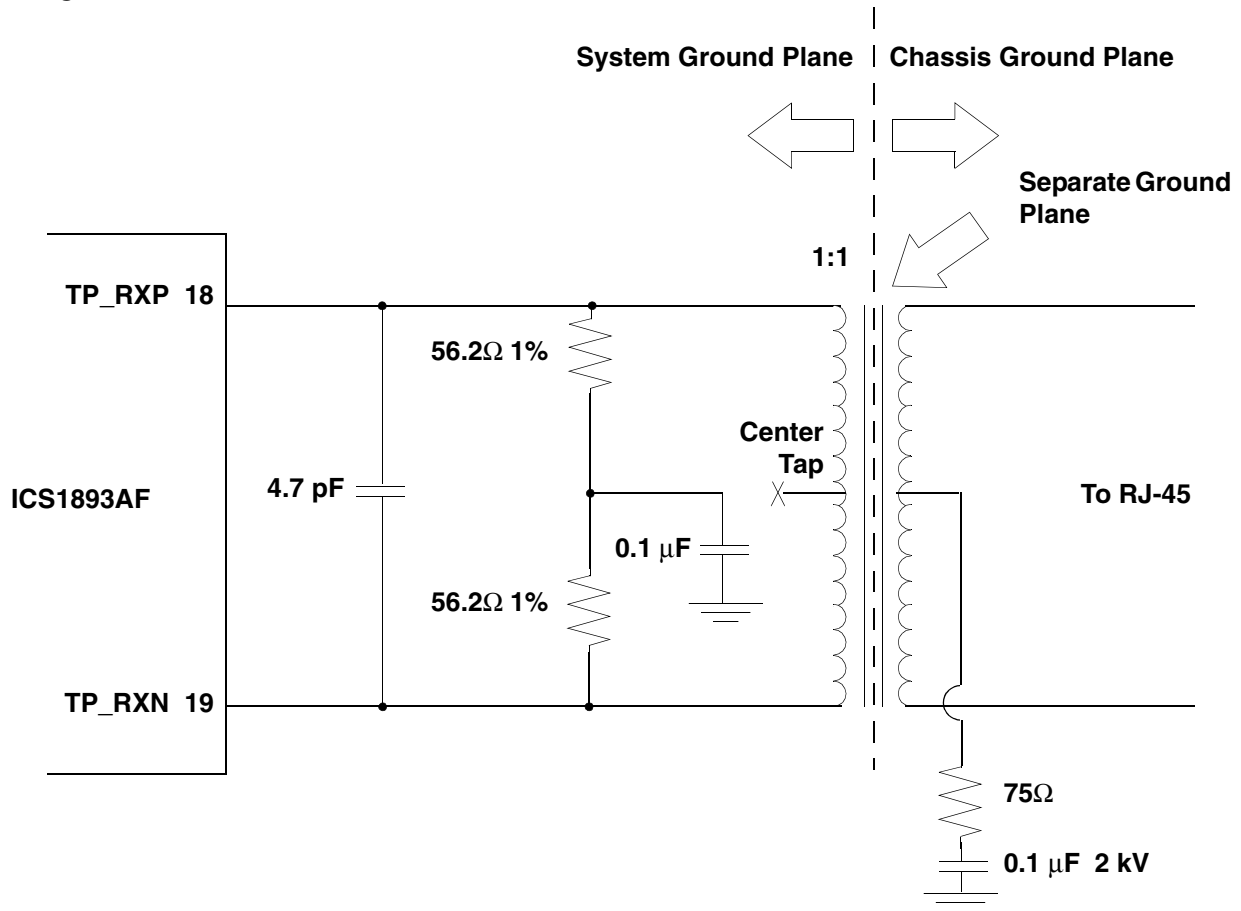 System Ground Plane
Chassis Ground Plane
Separate Ground
Plane
1:1
TP_RXP 18
56.2Ω 1%
Center
Tap
4.7 pF
ICS1893AF
To RJ-45
0.1 μF
56.2Ω 1%
TP_RXN 19
75Ω
0.1 μF 2 kV